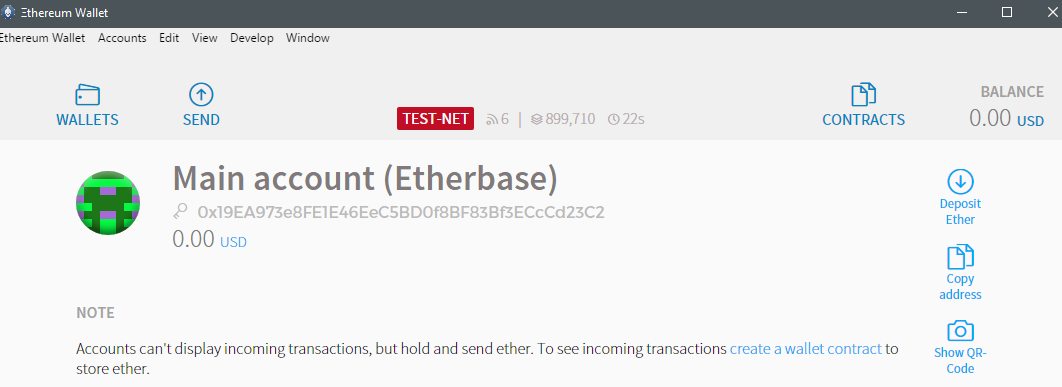 Ethereum Wallet
Ethereum Wallet Accounts Edit View Develop Window
WALLETS SEND TEST-NET 6 | 899,710 22s CONTRACTS BALANCE
0.00 USD
Main account (Etherbase)
0x19EA973e8FE1E46EeC5BD0f8BF83Bf3ECcCd23C2
0.00 USD
Deposit
Ether
Copy
address
Show QR-
Code
NOTE
Accounts can't display incoming transactions, but hold and send ether. To see incoming transactions create a wallet contract to
store ether.